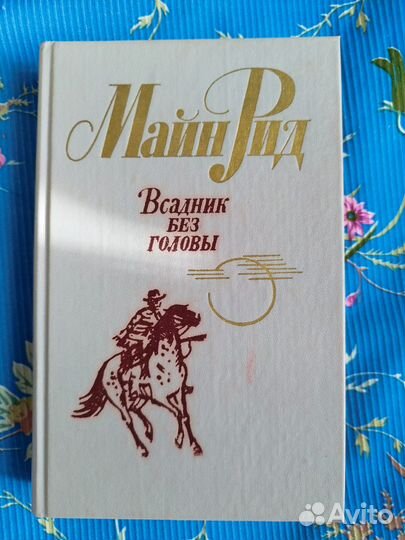 Майн Рид
Всадник
без
головы
Avito